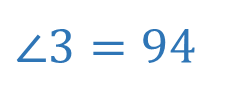 ∠3 = 94